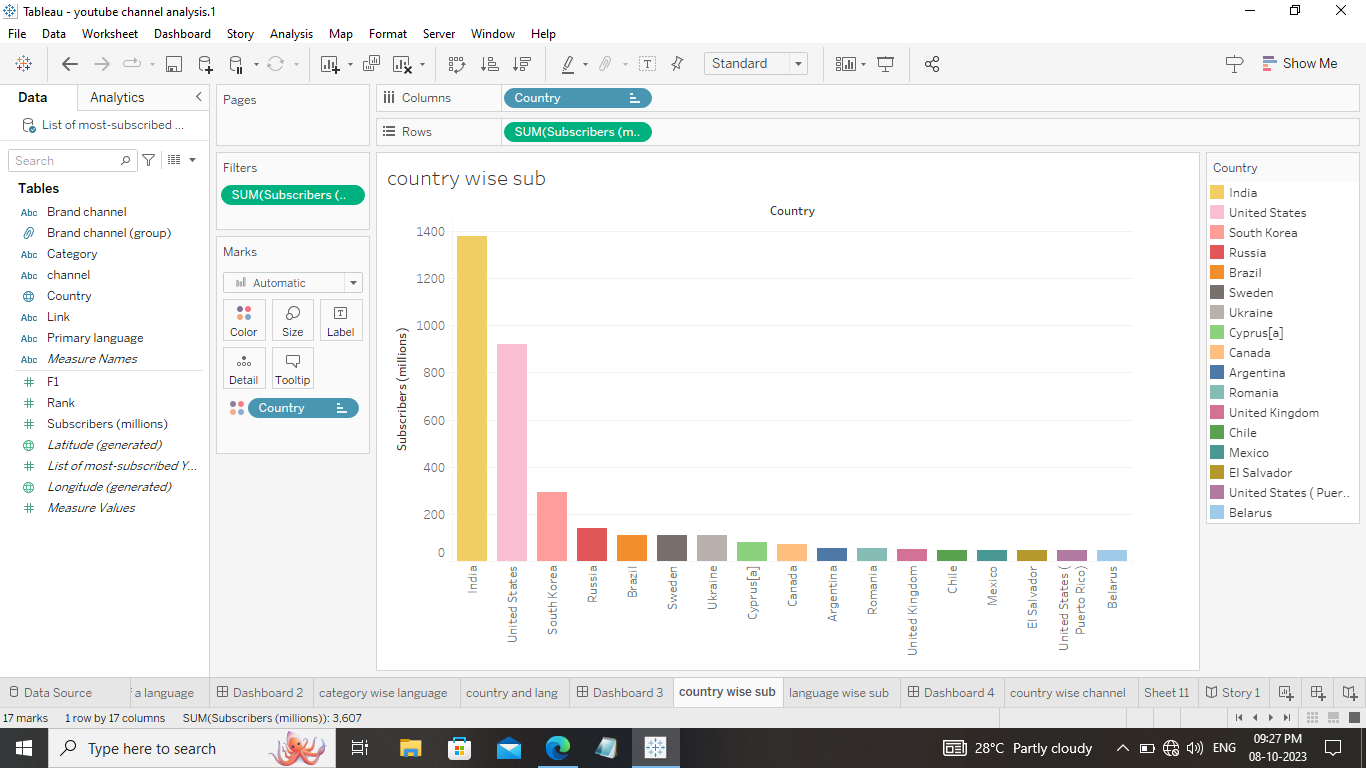 Tableau - youtube channel analysis.1
File Data Worksheet Dashboard Story Analysis Map Format Server Window Help
Standard
Show Me
Data Analytics
List of most-subscribed ...
Search
Tables
Abc Brand channel
Brand channel (group)
Abc Category
Abc channel
Country
Abc Link
Abc Primary language
Abc Measure Names
F1
Rank
Subscribers (millions)
Latitude (generated)
List of most-subscribed Y...
Longitude (generated)
Measure Values
Pages
Filters
SUM(Subscribers (..
Marks
Automatic
Color Size Label
Detail Tooltip
Country
Columns Country
Rows SUM(Subscribers (m..
country wise sub
Country
Subscribers (millions)
1400
1200
1000
800
600
400
200
0
India
United States
South Korea
Russia
Brazil
Sweden
Ukraine
Cyprus[a]
Canada
Argentina
Romania
United Kingdom
Chile
Mexico
El Salvador
United States (
Puerto Rico)
Belarus
Country
India
United States
South Korea
Russia
Brazil
Sweden
Ukraine
Cyprus[a]
Canada
Argentina
Romania
United Kingdom
Chile
Mexico
El Salvador
United States ( Puer..
Belarus
Data Source a language Dashboard 2 category wise language country and lang Dashboard 3 country wise sub language wise sub Dashboard 4 country wise channel Sheet 11 Story 1
17 marks 1 row by 17 columns SUM(Subscribers (millions)): 3,607
Type here to search
28°C Partly cloudy
ENG
09:27 PM
08-10-2023